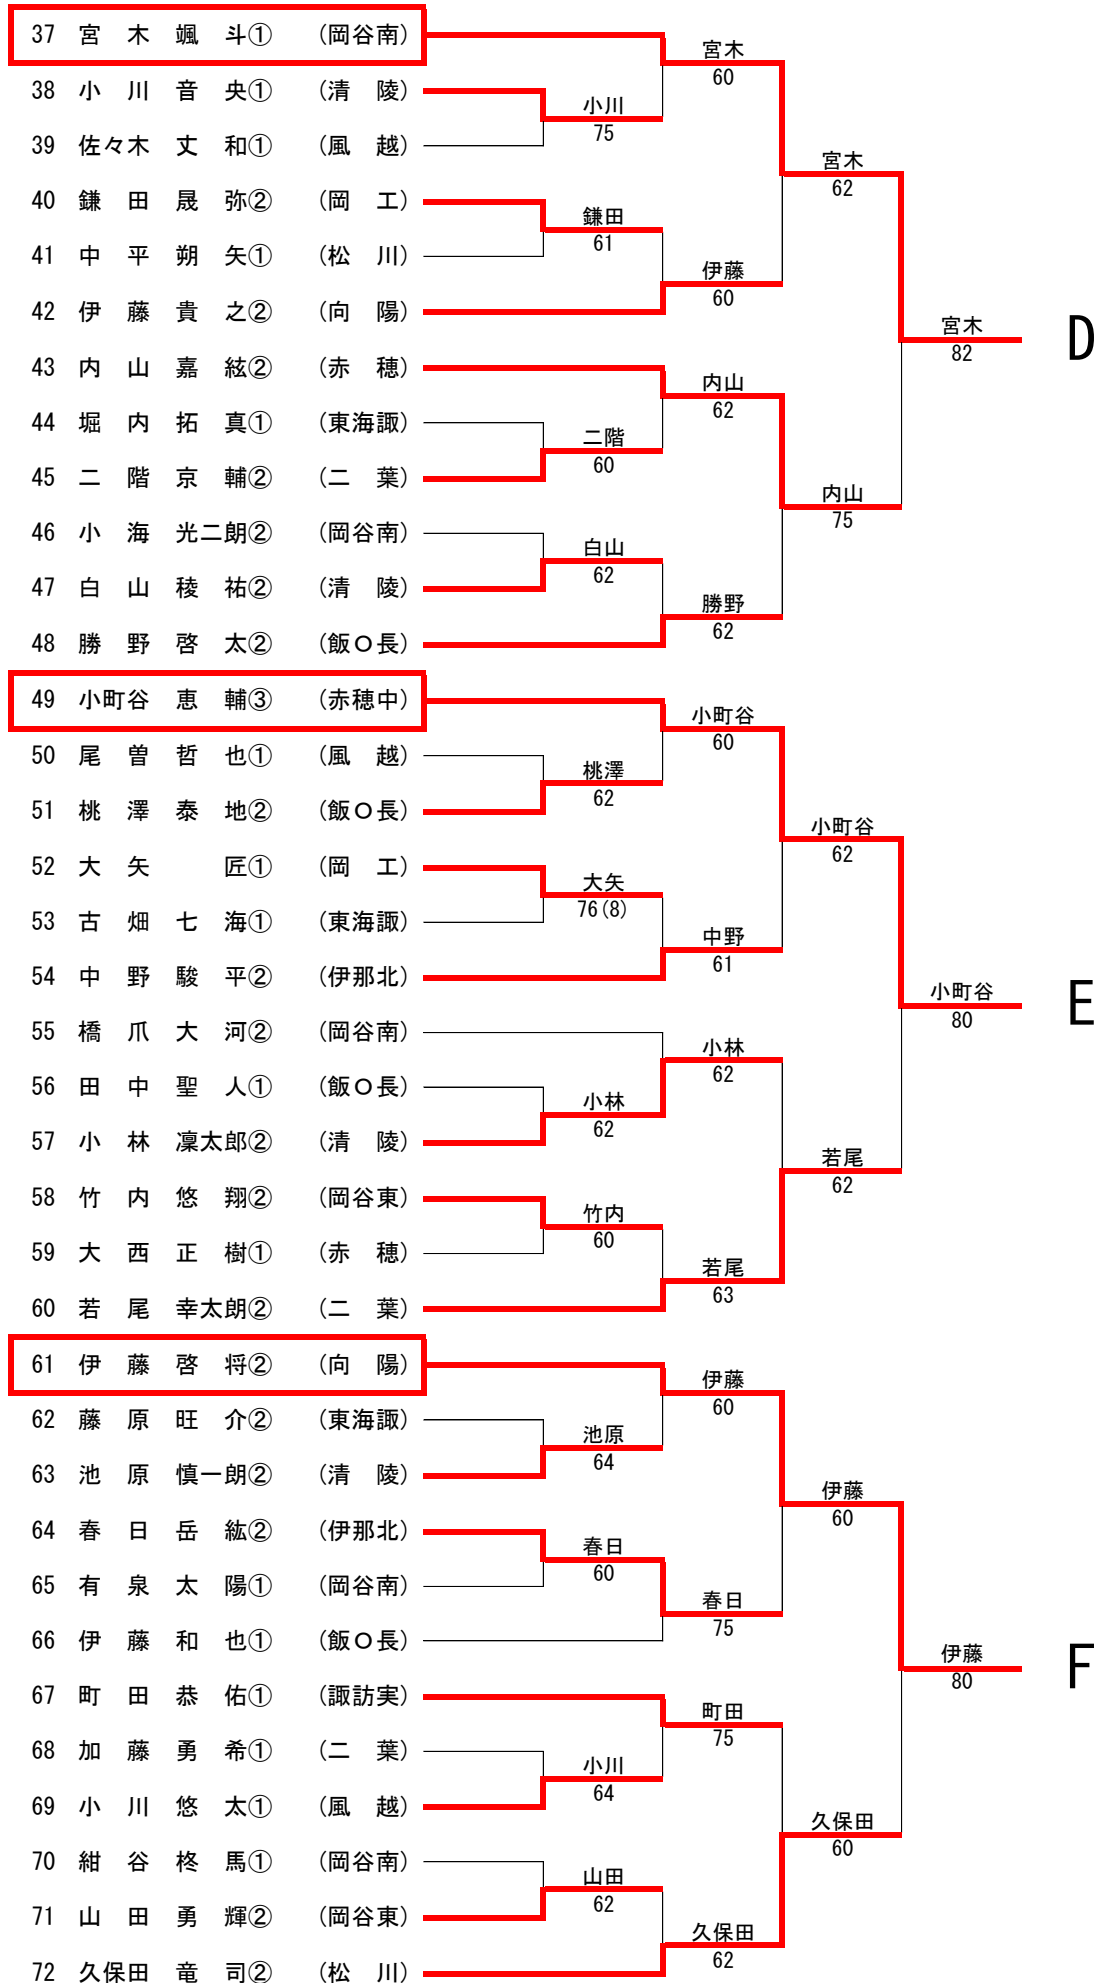 37 宮 木 颯 斗① (岡谷南)
宮木
60
38 小 川 音 央① (清 陵)
小川
75
39 佐々木 丈 和① (風 越)
宮木
62
40 鎌 田 晟 弥② (岡 工)
鎌田
61
41 中 平 朔 矢① (松 川)
伊藤
60
42 伊 藤 貴 之② (向 陽)
宮木
82
D
43 内 山 嘉 絃② (赤 穂)
内山
62
44 堀 内 拓 真① (東海諏)
二階
60
45 二 階 京 輔② (二 葉)
内山
75
46 小 海 光二朗② (岡谷南)
白山
62
47 白 山 稜 祐② (清 陵)
勝野
62
48 勝 野 啓 太② (飯O長)
49 小町谷 恵 輔③ (赤穂中)
小町谷
60
50 尾 曽 哲 也① (風 越)
桃澤
62
51 桃 澤 泰 地② (飯O長)
小町谷
62
52 大 矢 匠① (岡 工)
大矢
76(8)
53 古 畑 七 海① (東海諏)
中野
61
54 中 野 駿 平② (伊那北)
小町谷
80
E
55 橋 爪 大 河② (岡谷南)
小林
62
56 田 中 聖 人① (飯O長)
小林
62
57 小 林 凜太郎② (清 陵)
若尾
62
58 竹 内 悠 翔② (岡谷東)
竹内
60
59 大 西 正 樹① (赤 穂)
若尾
63
60 若 尾 幸太朗② (二 葉)
61 伊 藤 啓 将② (向 陽)
伊藤
60
62 藤 原 旺 介② (東海諏)
池原
64
63 池 原 慎一朗② (清 陵)
伊藤
60
64 春 日 岳 紘② (伊那北)
春日
60
65 有 泉 太 陽① (岡谷南)
春日
75
66 伊 藤 和 也① (飯O長)
伊藤
80
F
67 町 田 恭 佑① (諏訪実)
町田
75
68 加 藤 勇 希① (二 葉)
小川
64
69 小 川 悠 太① (風 越)
久保田
60
70 紺 谷 柊 馬① (岡谷南)
山田
62
71 山 田 勇 輝② (岡谷東)
久保田
62
72 久保田 竜 司② (松 川)